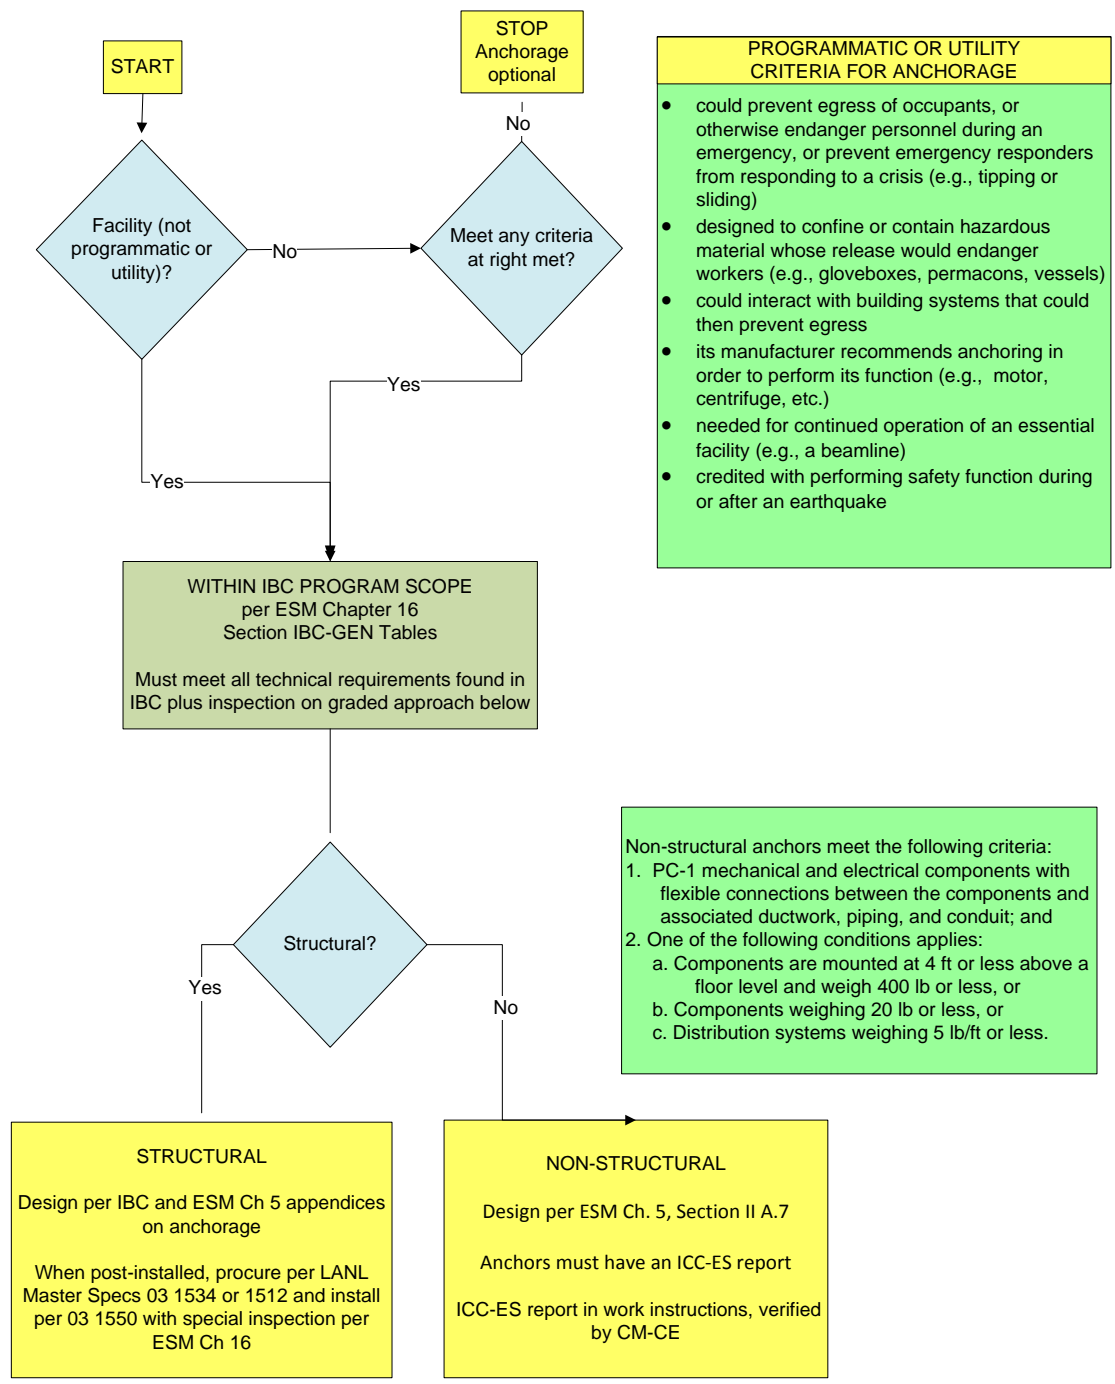 START
STOP
Anchorage
optional
No
Facility (not
programmatic or
utility)?
No
Meet any criteria
at right met?
Yes
Yes
PROGRAMMATIC OR UTILITY
CRITERIA FOR ANCHORAGE
● could prevent egress of occupants, or
otherwise endanger personnel during an
emergency, or prevent emergency responders
from responding to a crisis (e.g., tipping or
sliding)
● designed to confine or contain hazardous
material whose release would endanger
workers (e.g., gloveboxes, permacons, vessels)
● could interact with building systems that could
then prevent egress
● its manufacturer recommends anchoring in
order to perform its function (e.g., motor,
centrifuge, etc.)
● needed for continued operation of an essential
facility (e.g., a beamline)
● credited with performing safety function during
or after an earthquake
WITHIN IBC PROGRAM SCOPE
per ESM Chapter 16
Section IBC-GEN Tables
Must meet all technical requirements found in
IBC plus inspection on graded approach below
Structural?
Yes
No
Non-structural anchors meet the following criteria:
1. PC-1 mechanical and electrical components with
flexible connections between the components and
associated ductwork, piping, and conduit; and
2. One of the following conditions applies:
a. Components are mounted at 4 ft or less above a
floor level and weigh 400 lb or less, or
b. Components weighing 20 lb or less, or
c. Distribution systems weighing 5 lb/ft or less.
STRUCTURAL
Design per IBC and ESM Ch 5 appendices
on anchorage
When post-installed, procure per LANL
Master Specs 03 1534 or 1512 and install
per 03 1550 with special inspection per
ESM Ch 16
NON-STRUCTURAL
Design per ESM Ch. 5, Section II A.7
Anchors must have an ICC-ES report
ICC-ES report in work instructions, verified
by CM-CE